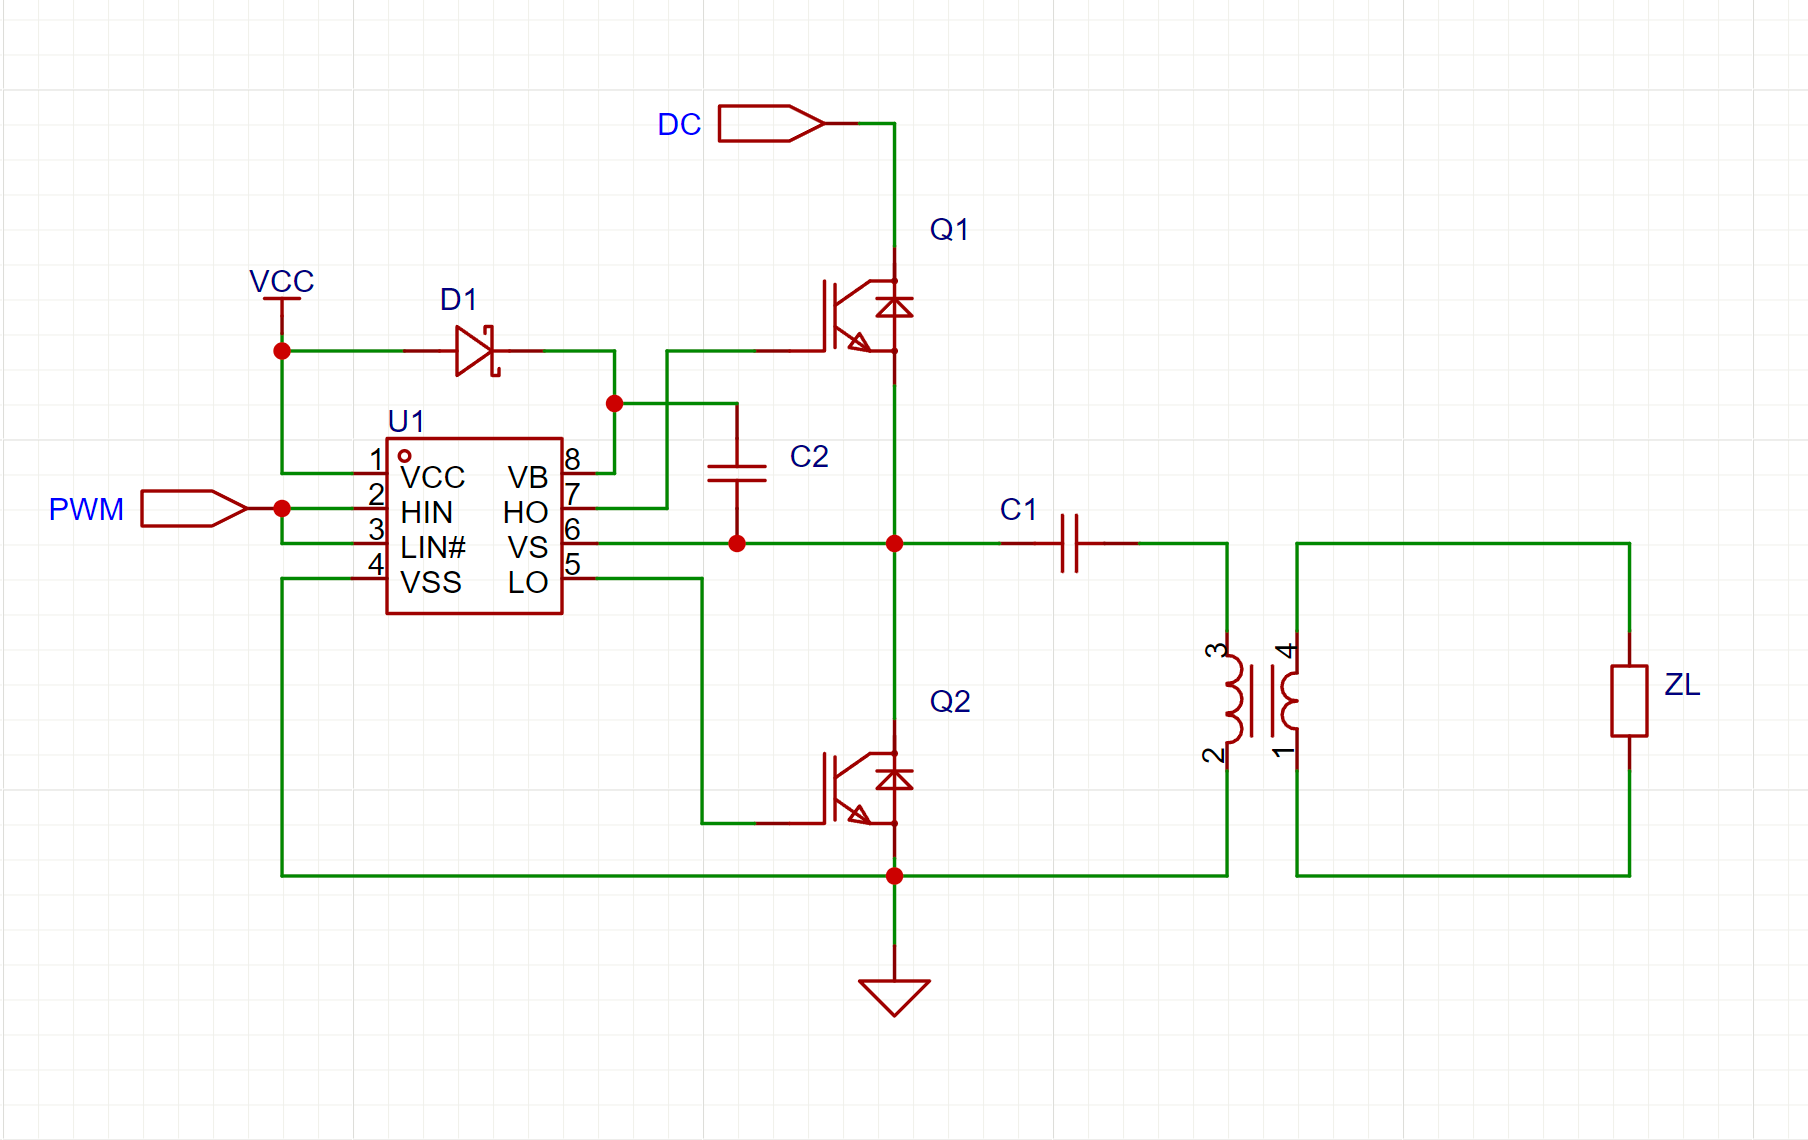 DC
Q1
VCC
D1
U1
C2
1 VCC VB 8
2 HIN HO 7
PWM
3 LIN# VS 6
4 VSS LO 5
C1
3 4
ZL
Q2
2 1